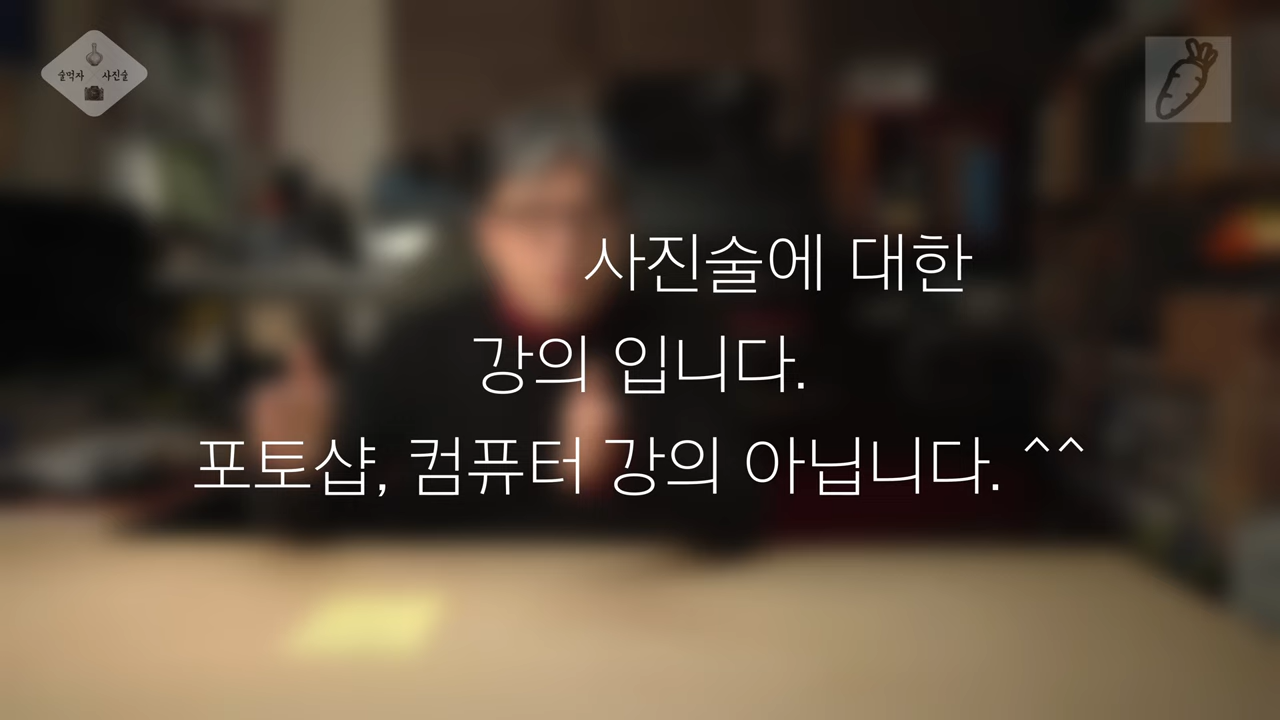 술먹자 사진술
사진술에 대한
강의 입니다.
포토샵, 컴퓨터 강의 아닙니다. ^^